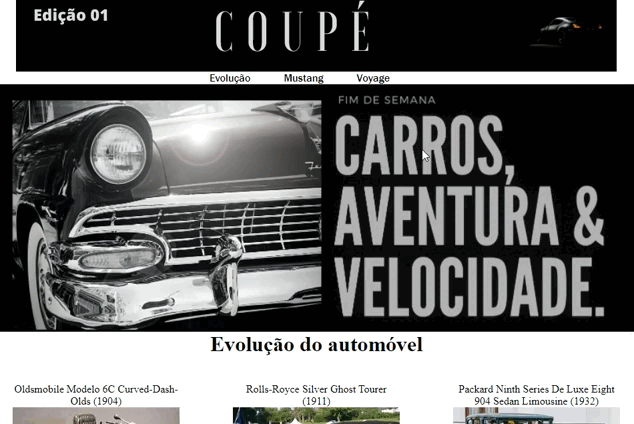 Edição 01
COUPÉ
Evolução Mustang Voyage
FIM DE SEMANA
CARROS,
AVENTURA &
VELOCIDADE.
Evolução do automóvel
Oldsmobile Modelo 6C Curved-Dash-
Olds (1904)
Rolls-Royce Silver Ghost Tourer
(1911)
Packard Ninth Series De Luxe Eight
904 Sedan Limousine (1932)